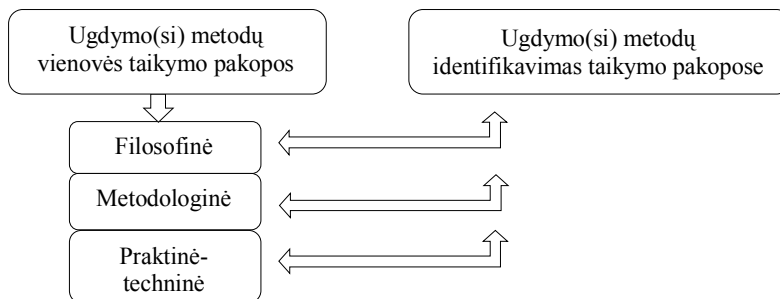 Ugdymo(si) metodų
vienovės taikymo pakopos
Ugdymo(si) metodų
identifikavimas taikymo pakopose
Filosofinė
Metodologinė
Praktinė-
techninė